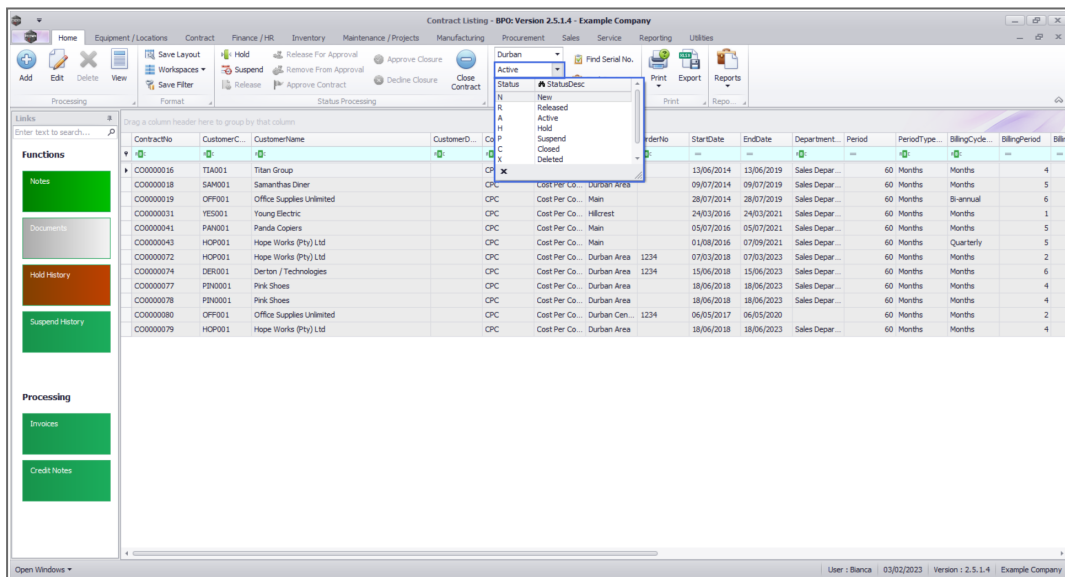 Contract Listing - BPO: Version 2.5.1.4 - Example Company
Home Equipment / Locations Contract Finance / HR Inventory Maintenance / Projects Manufacturing Procurement Sales Service Reporting Utilities
Add Edit Delete View
Processing
Save Layout
Workspaces
Save Filter
Format
Hold Release For Approval Approve Closure
Suspend Remove From Approval Decline Closure
Release Approve Contract
Close Contract
Status Processing
Durban
Active
Find Serial No.
Print Export
Print
Reports
Repo...
Status StatusDesc
N New
R Released
A Active
H Hold
P Suspend
C Closed
X Deleted
Links
Enter text to search...
Functions
Notes
Documents
Hold History
Suspend History
Processing
Invoices
Credit Notes
Drag a column header here to group by that column
ContractNo CustomerC... CustomerName CustomerD... Co rderNo StartDate EndDate Department... Period PeriodType... BillingCycle... BillingPeriod Billi
CO0000016 TIA001 Titan Group CP 13/06/2014 13/06/2019 Sales Depar... 60 Months Months 4
CO0000018 SAM001 Samanthas Diner CPC Cost Per Co... Durban Area 09/07/2014 09/07/2019 Sales Depar... 60 Months Months 5
CO0000019 OFF001 Office Supplies Unlimited CPC Cost Per Co... Main 28/07/2014 28/07/2019 Sales Depar... 60 Months Bi-annual 6
CO0000031 YES001 Young Electric CPC Cost Per Co... Hillcrest 24/03/2016 24/03/2021 Sales Depar... 60 Months Months 1
CO0000041 PAN001 Panda Copiers CPC Cost Per Co... Main 05/07/2016 05/07/2021 Sales Depar... 60 Months Months 5
CO0000043 HOP001 Hope Works (Pty) Ltd CPC Cost Per Co... Main 01/08/2016 07/09/2021 Sales Depar... 60 Months Quarterly 5
CO0000072 HOP001 Hope Works (Pty) Ltd CPC Cost Per Co... Durban Area 1234 07/03/2018 07/03/2023 Sales Depar... 60 Months Months 2
CO0000074 DER001 Derton / Technologies CPC Cost Per Co... Durban Area 1234 15/06/2018 15/06/2023 Sales Depar... 60 Months Months 6
CO0000077 PIN0001 Pink Shoes CPC Cost Per Co... Durban Area 18/06/2018 18/06/2023 Sales Depar... 60 Months Months 4
CO0000078 PIN0001 Pink Shoes CPC Cost Per Co... Durban Area 18/06/2018 18/06/2023 Sales Depar... 60 Months Months 4
CO0000080 OFF001 Office Supplies Unlimited CPC Cost Per Co... Durban Cen... 1234 06/05/2017 06/05/2020 60 Months Months 2
CO0000079 HOP001 Hope Works (Pty) Ltd CPC Cost Per Co... Durban Area 18/06/2018 18/06/2023 Sales Depar... 60 Months Months 4
Open Windows User : Bianca 03/02/2023 Version : 2.5.1.4 Example Company